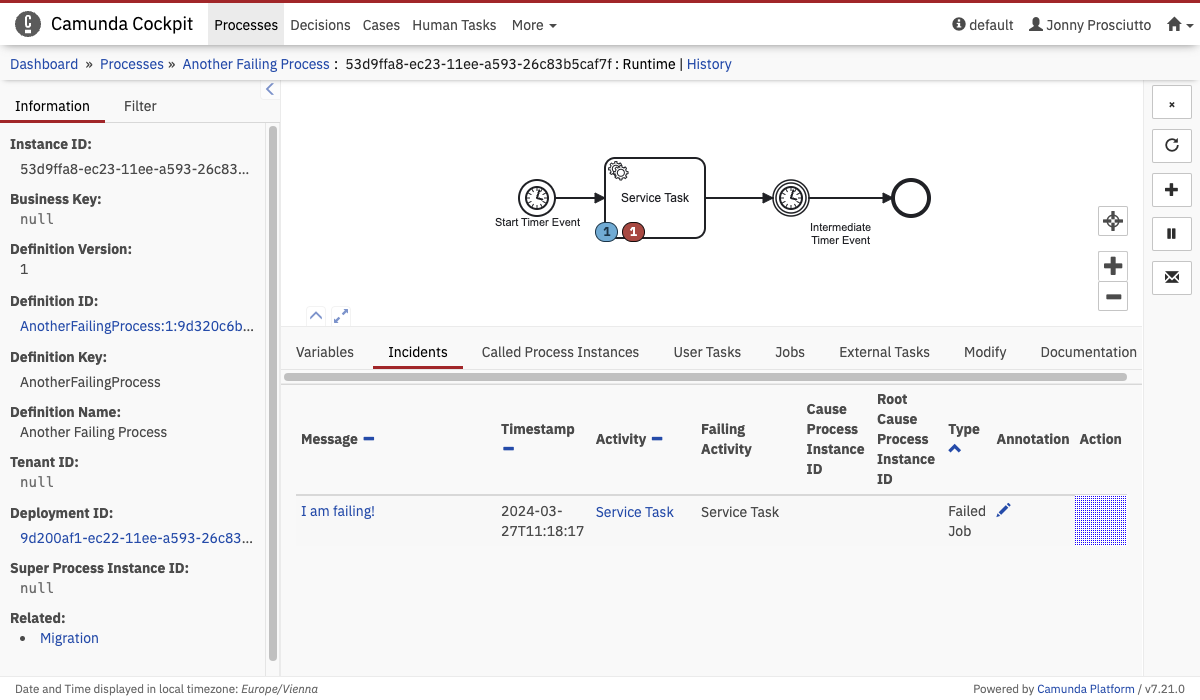 Camunda Cockpit Processes Decisions Cases Human Tasks More default Jonny Prosciutto
Dashboard » Processes » Another Failing Process : 53d9ffa8-ec23-11ee-a593-26c83b5caf7f : Runtime | History
Information Filter
Instance ID:
53d9ffa8-ec23-11ee-a593-26c83...
Business Key:
null
Definition Version:
1
Definition ID:
AnotherFailingProcess:1:9d320c6b...
Definition Key:
AnotherFailingProcess
Definition Name:
Another Failing Process
Tenant ID:
null
Deployment ID:
9d200af1-ec22-11ee-a593-26c83...
Super Process Instance ID:
null
Related:
• Migration
Start Timer Event
Service Task
1 1
Intermediate
Timer Event
Variables Incidents Called Process Instances User Tasks Jobs External Tasks Modify Documentation
Message Timestamp Activity Failing Activity Cause Process Instance ID Root Cause Process Instance ID Type Annotation Action
I am failing! 2024-03-27T11:18:17 Service Task Service Task Failed Job
Date and Time displayed in local timezone: Europe/Vienna
Powered by Camunda Platform / v7.21.0